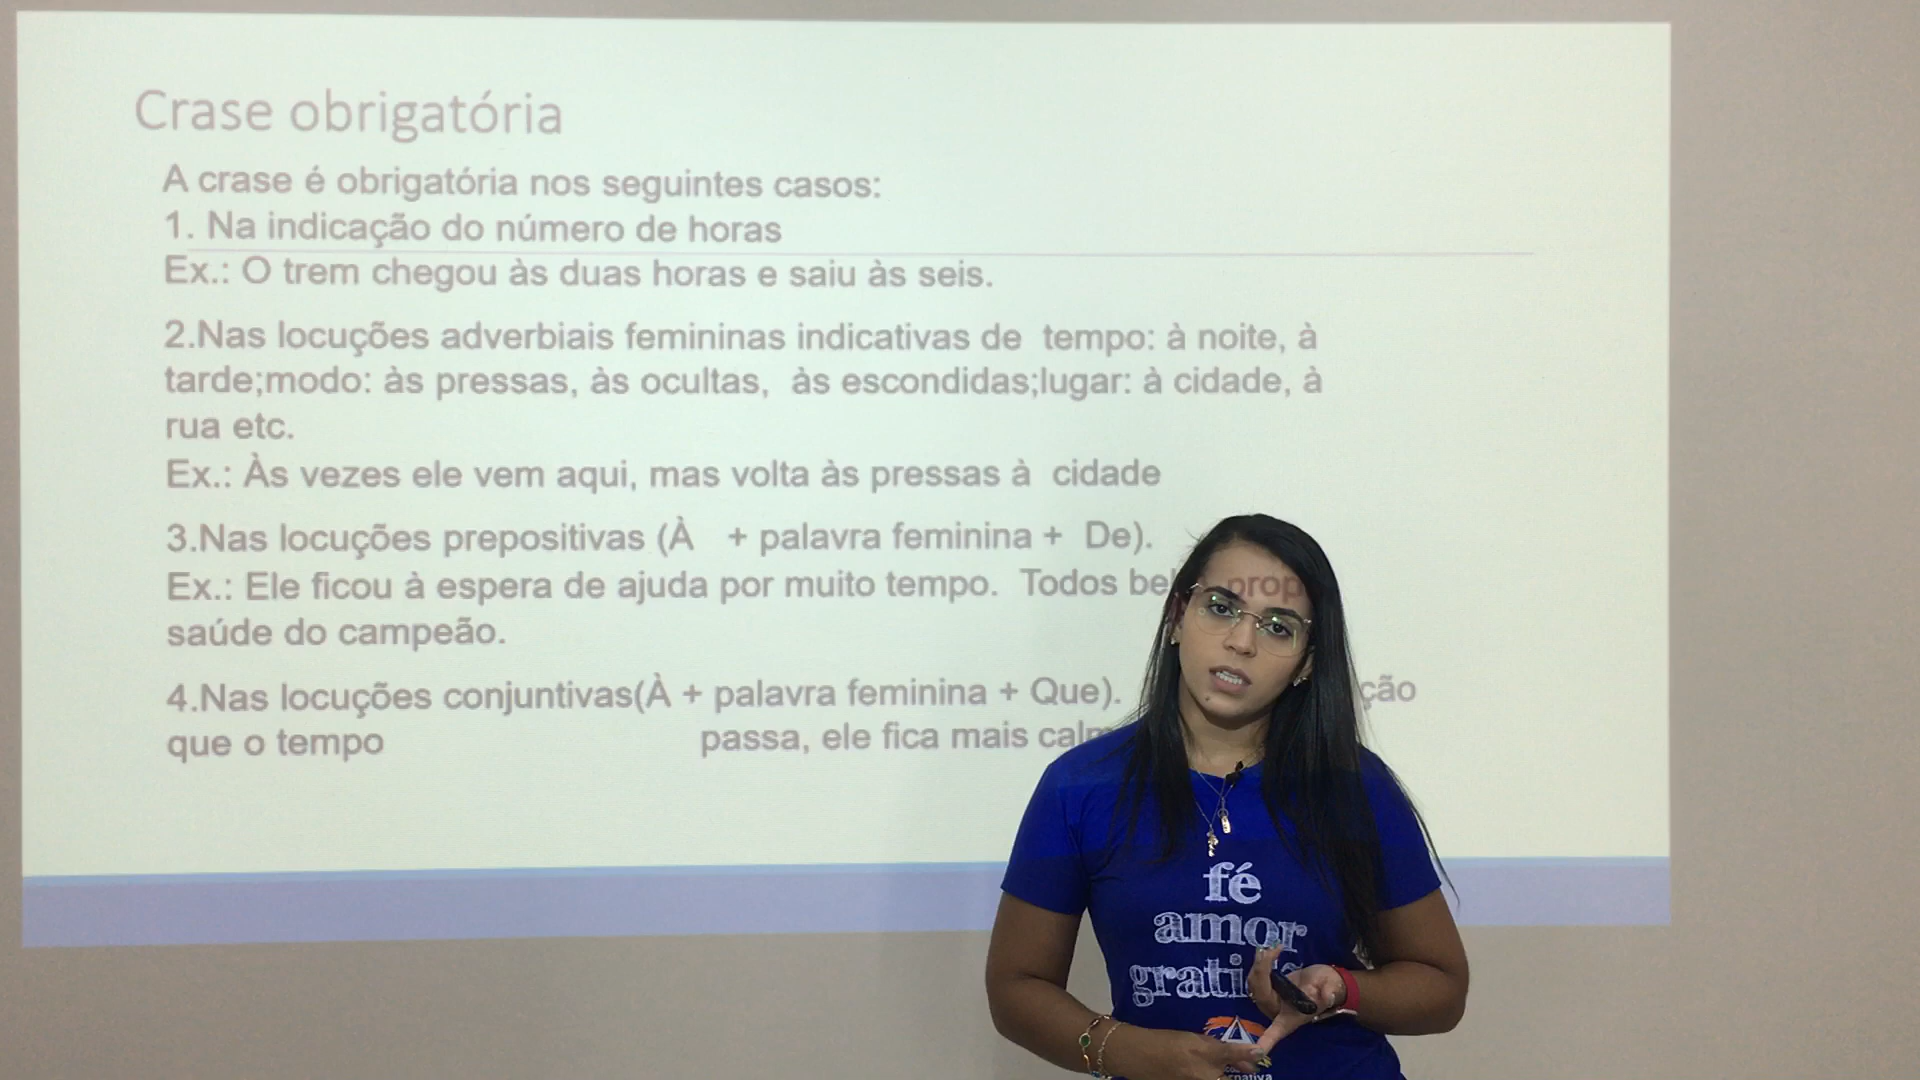 Crase obrigatória
A crase é obrigatória nos seguintes casos:
1. Na indicação do número de horas
Ex.: O trem chegou às duas horas e saiu às seis.
2.Nas locuções adverbiais femininas indicativas de tempo: à noite, à
tarde;modo: às pressas, às ocultas, às escondidas;lugar: à cidade, à
rua etc.
Ex.: Às vezes ele vem aqui, mas volta às pressas à cidade
3.Nas locuções prepositivas (À + palavra feminina + De).
Ex.: Ele ficou à espera de ajuda por muito tempo. Todos
saúde do campeão.
4.Nas locuções conjuntivas(À + palavra feminina + Que).
que o tempo passa, ele fica mais
fé
amor